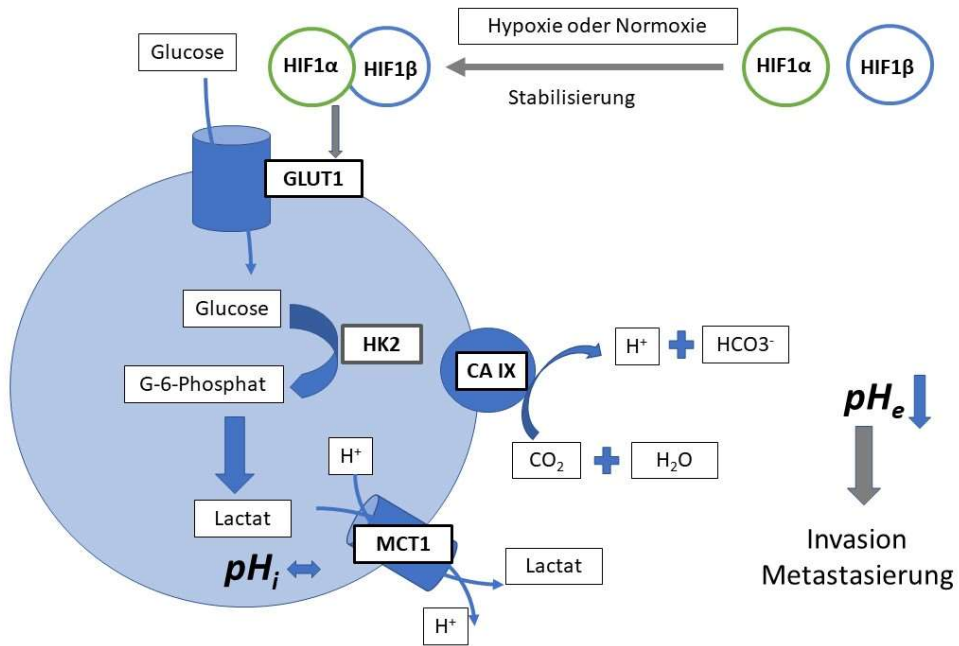 Hypoxie oder Normoxie
Glucose
HIF1α
HIF1β
HIF1α
HIF1β
Stabilisierung
GLUT1
Glucose
HK2
G-6-Phosphat
CA IX
H⁺
HCO3⁻
CO₂
H₂O
pHₑ
H⁺
Lactat
MCT1
pHᵢ
Lactat
H⁺
Invasion
Metastasierung